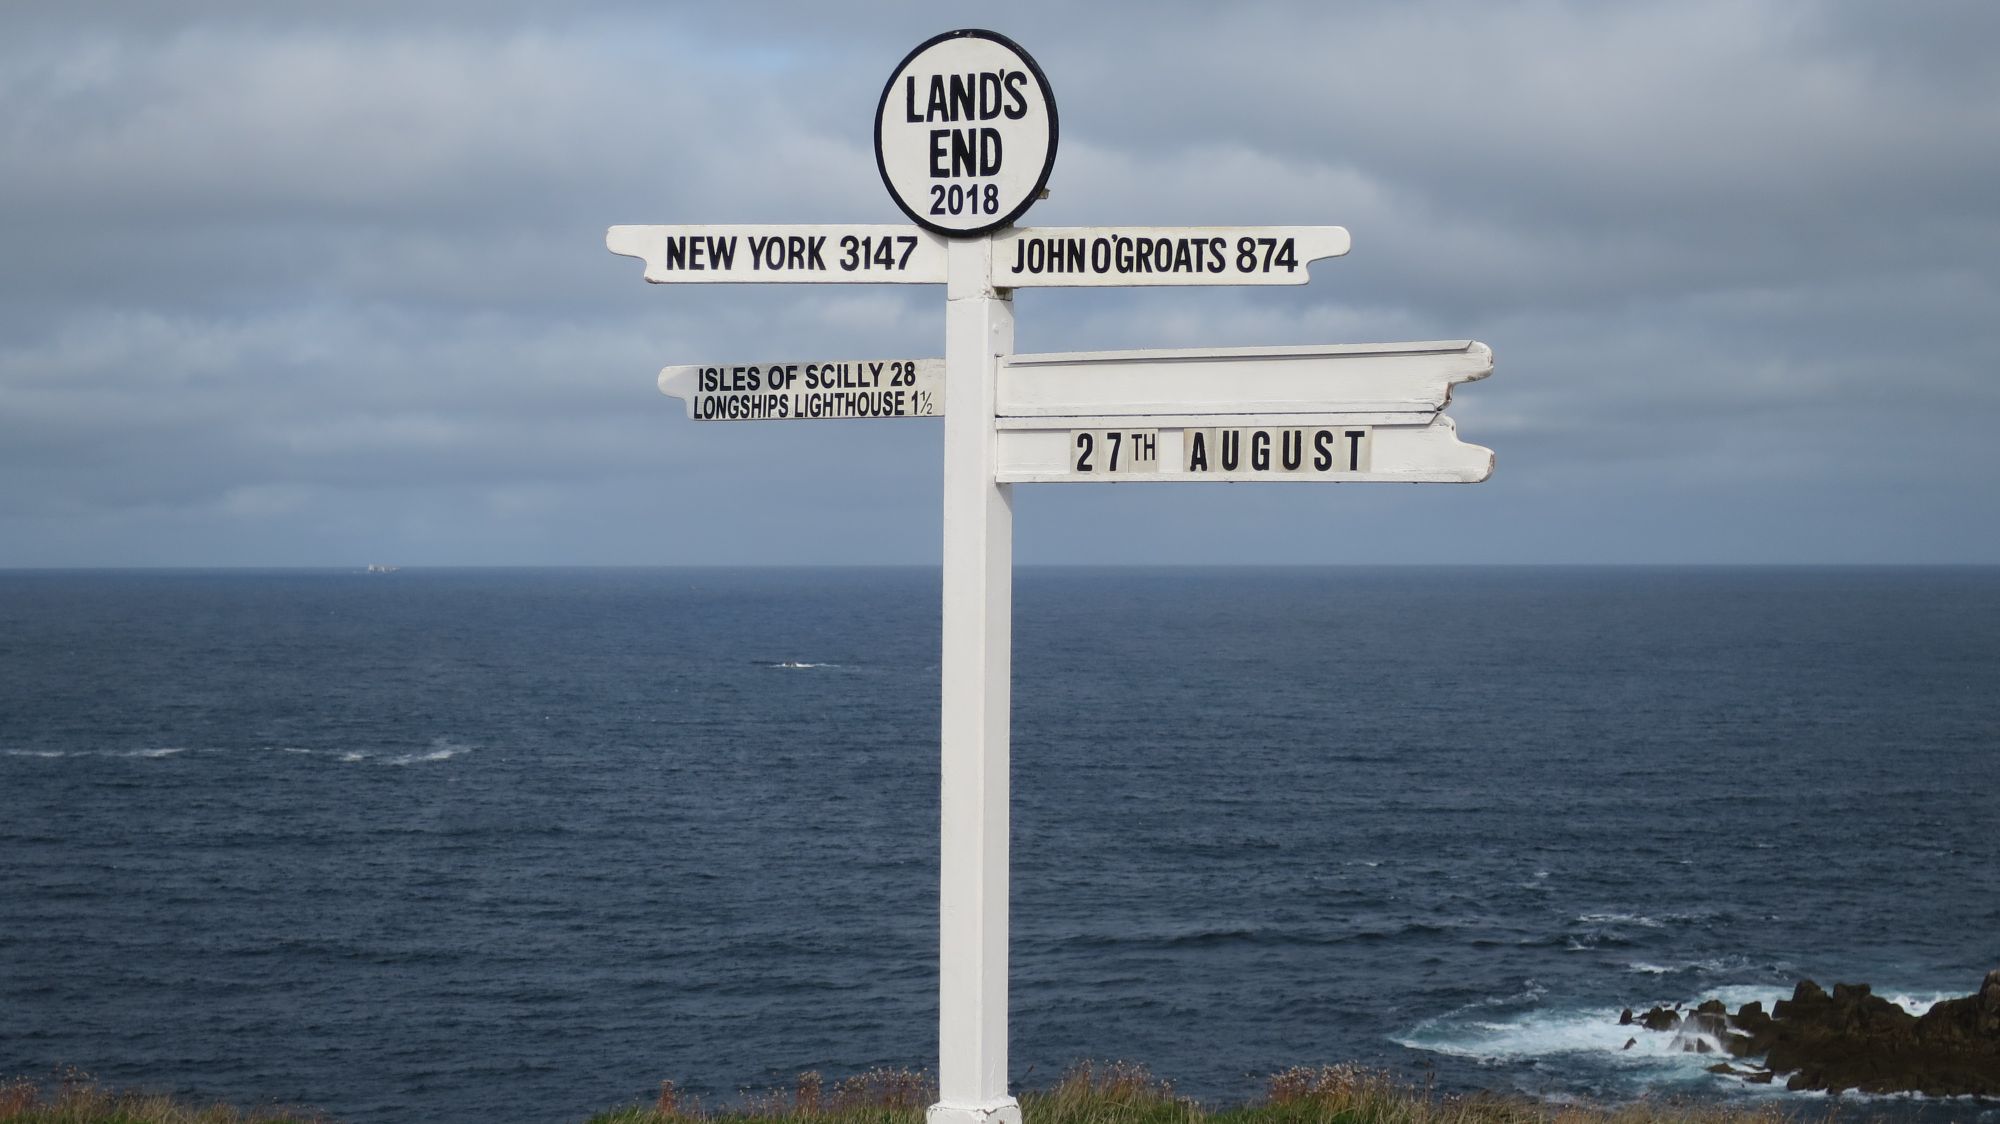 LAND'S
END
2018
NEW YORK 3147
JOHN O'GROATS 874
ISLES OF SCILLY 28
LONGSHIPS LIGHTHOUSE 1½
27TH AUGUST